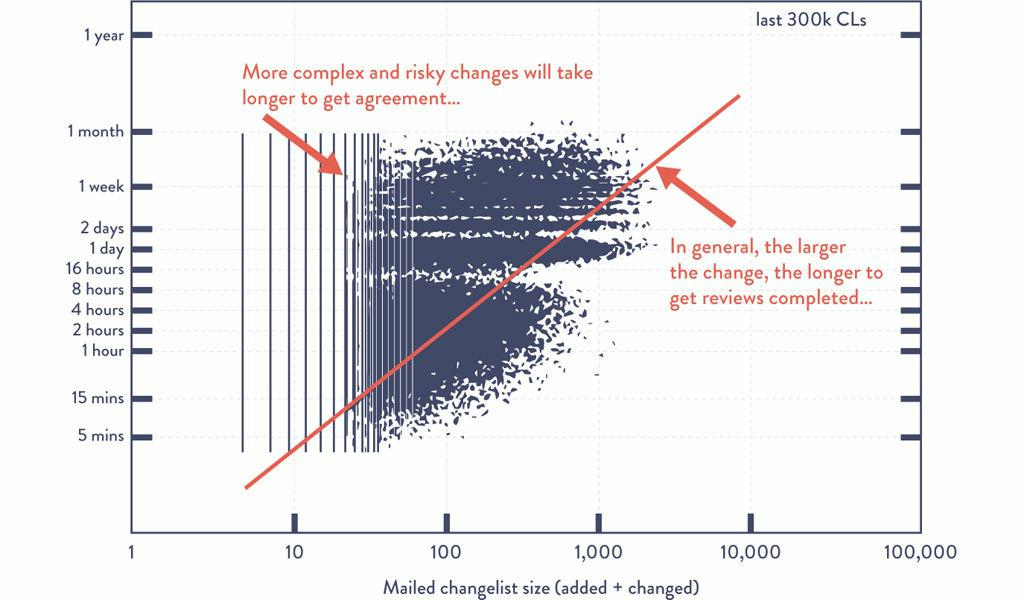 last 300k CLs
1 year
More complex and risky changes will take
longer to get agreement...
1 month
1 week
2 days
1 day
16 hours
8 hours
4 hours
2 hours
1 hour
15 mins
5 mins
In general, the larger
the change, the longer to
get reviews completed...
1
10
100
1,000
10,000
100,000
Mailed changelist size (added + changed)